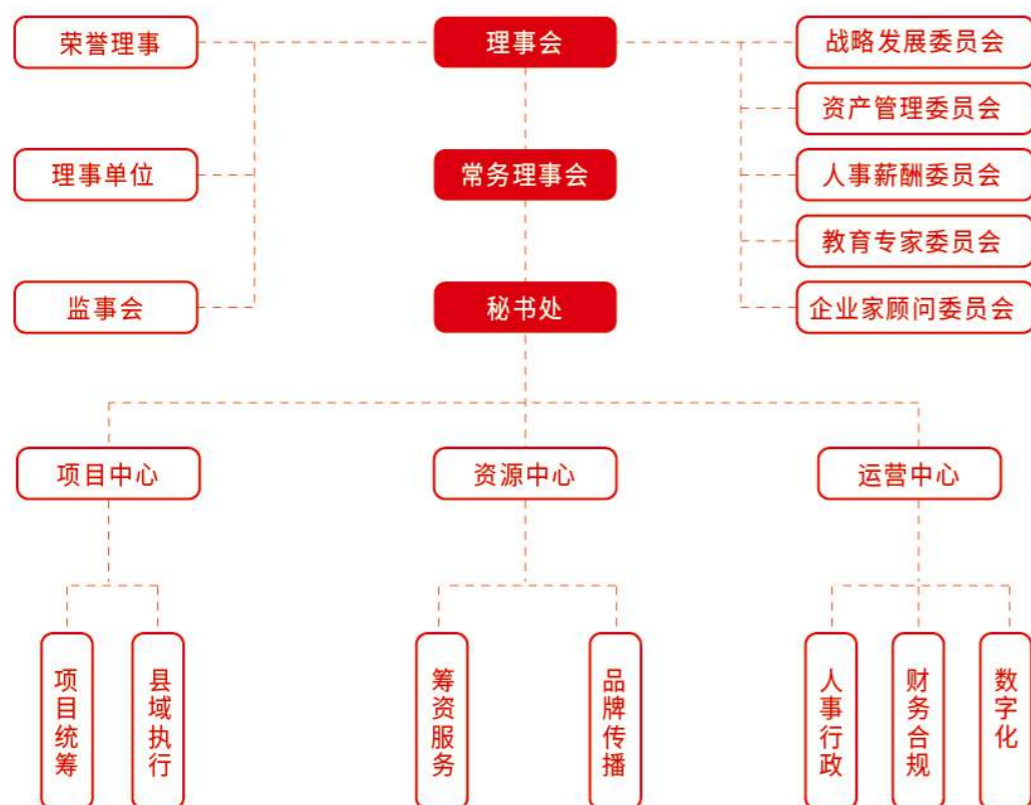 荣誉理事
理事会
战略发展委员会
资产管理委员会
理事单位
常务理事会
人事薪酬委员会
教育专家委员会
监事会
秘书处
企业家顾问委员会
项目中心
资源中心
运营中心
项目统筹
县域执行
筹资服务
品牌传播
人事行政
财务合规
数字化